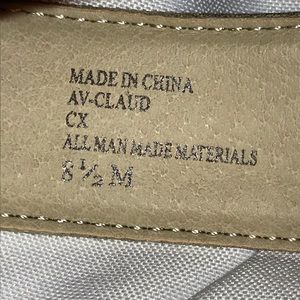 MADE IN CHINA
AV-CLAUD
CX
ALL MAN MADE MATERIALS
8 ½ M